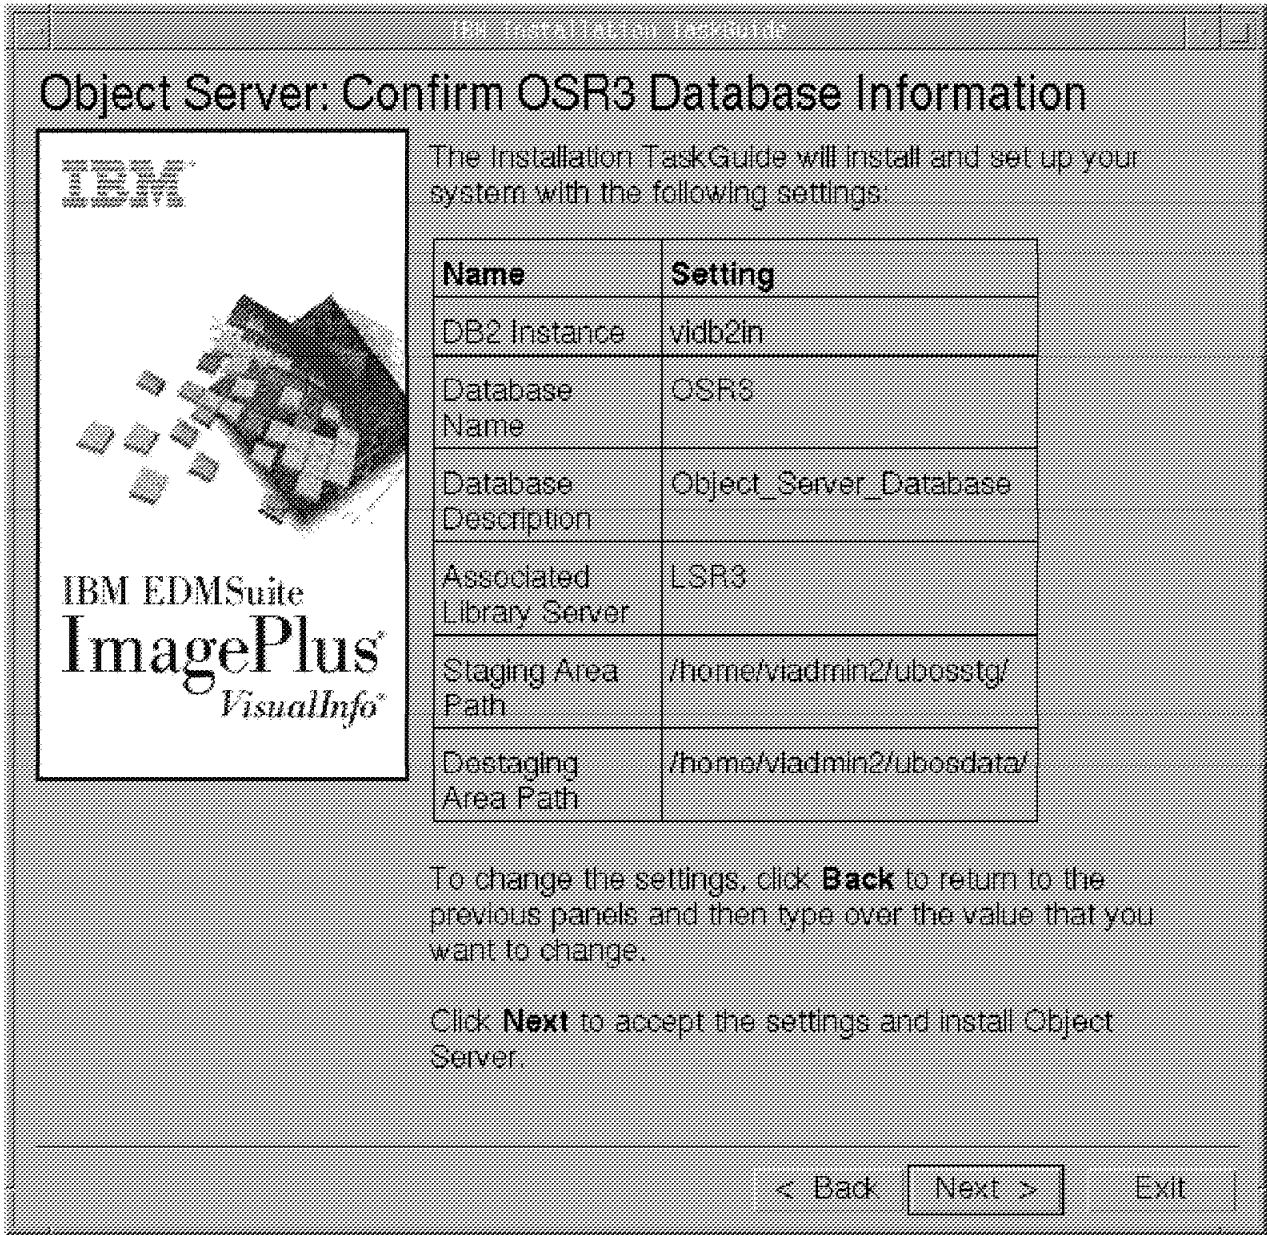 IBM Installation TaskGuide
Object Server: Confirm OSR3 Database Information
IBM
The Installation TaskGuide will install and set up your
system with the following settings:
Name Setting
DB2 Instance vidb2in
Database OSR3
Name
Database Object_Server_Database
Description
Associated LSR3
Library Server
Staging Area /home/viadmin2/ubosstg/
Path
Destaging /home/viadmin2/ubosdata/
Area Path
IBM EDMSuite
ImagePlus®
VisualInfo®
To change the settings, click Back to return to the
previous panels and then type over the value that you
want to change.
Click Next to accept the settings and install Object
Server.
< Back Next > Exit